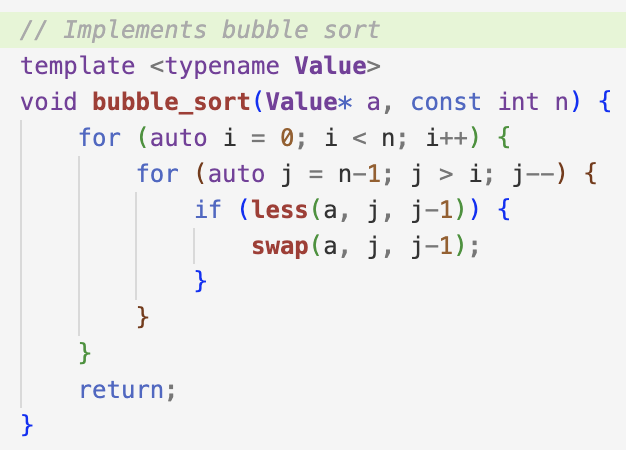 // Implements bubble sort
template <typename Value>
void bubble_sort(Value* a, const int n) {
    for (auto i = 0; i < n; i++) {
        for (auto j = n-1; j > i; j--) {
            if (less(a, j, j-1)) {
                swap(a, j, j-1);
            }
        }
    }
    return;
}